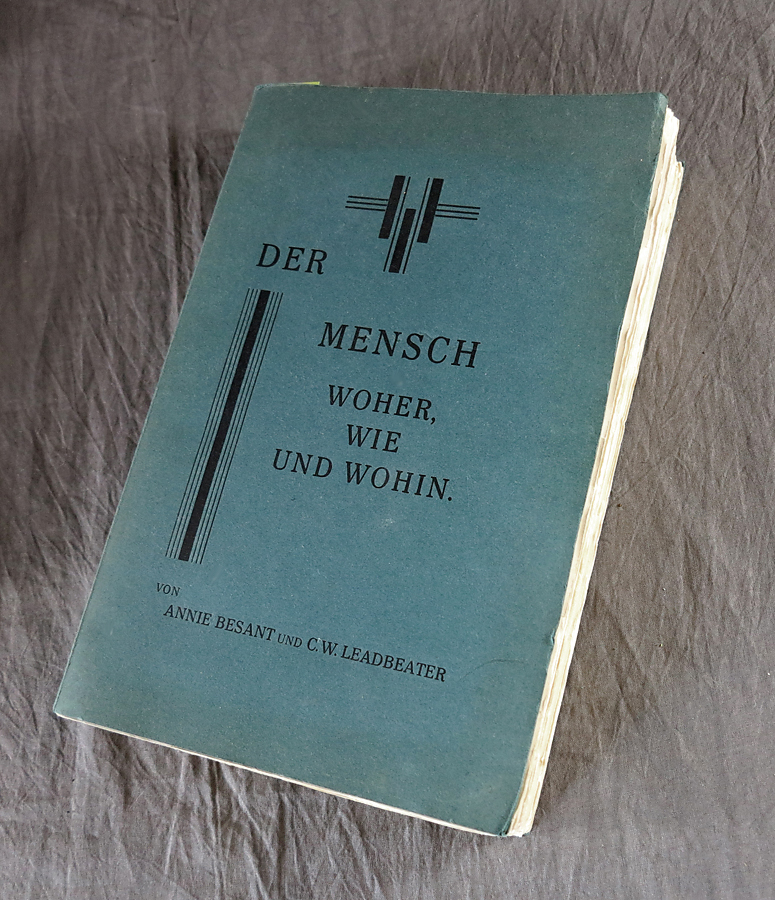 DER
MENSCH
WOHER,
WIE
UND WOHIN.
VON
ANNIE BESANT UND C.W. LEADBEATER